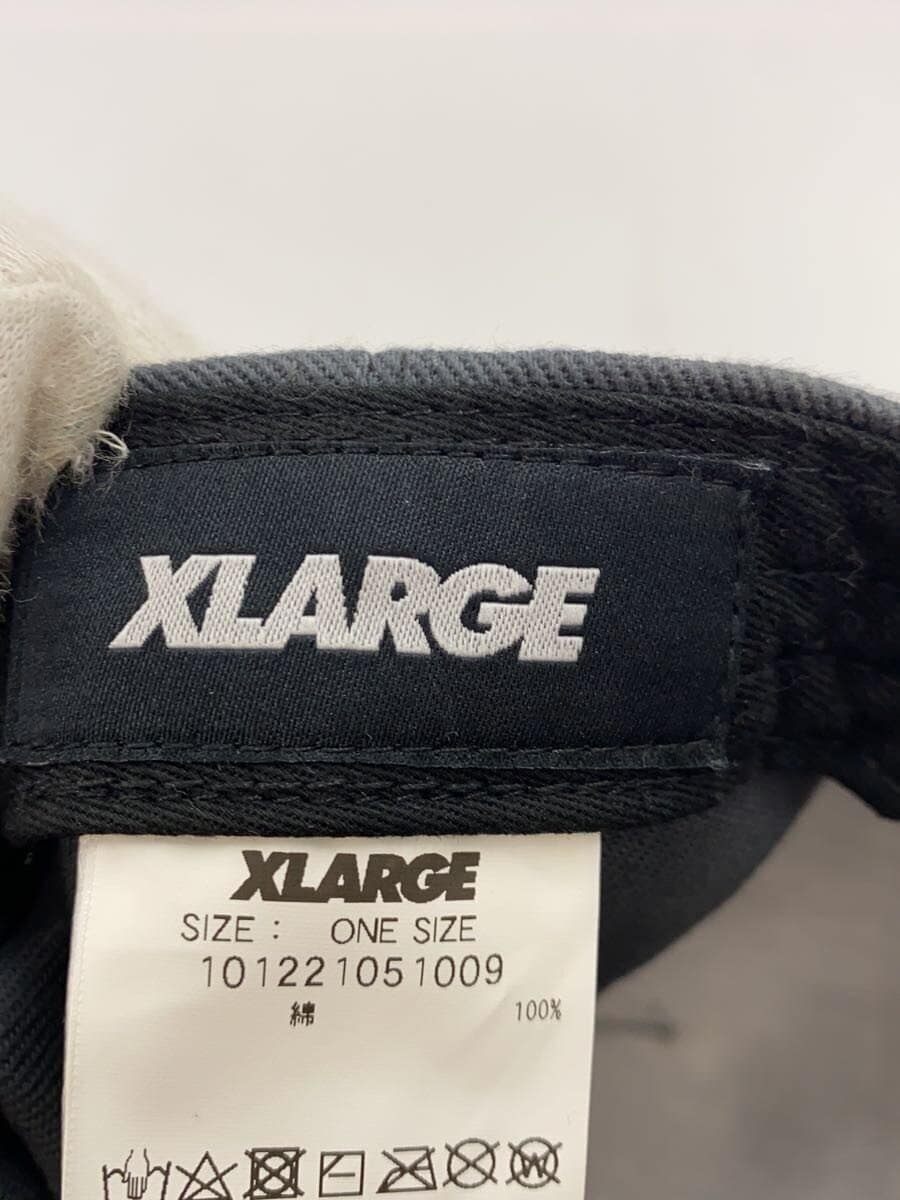 XLARGE
XLARGE
SIZE : ONE SIZE
101221051009
綿 100%